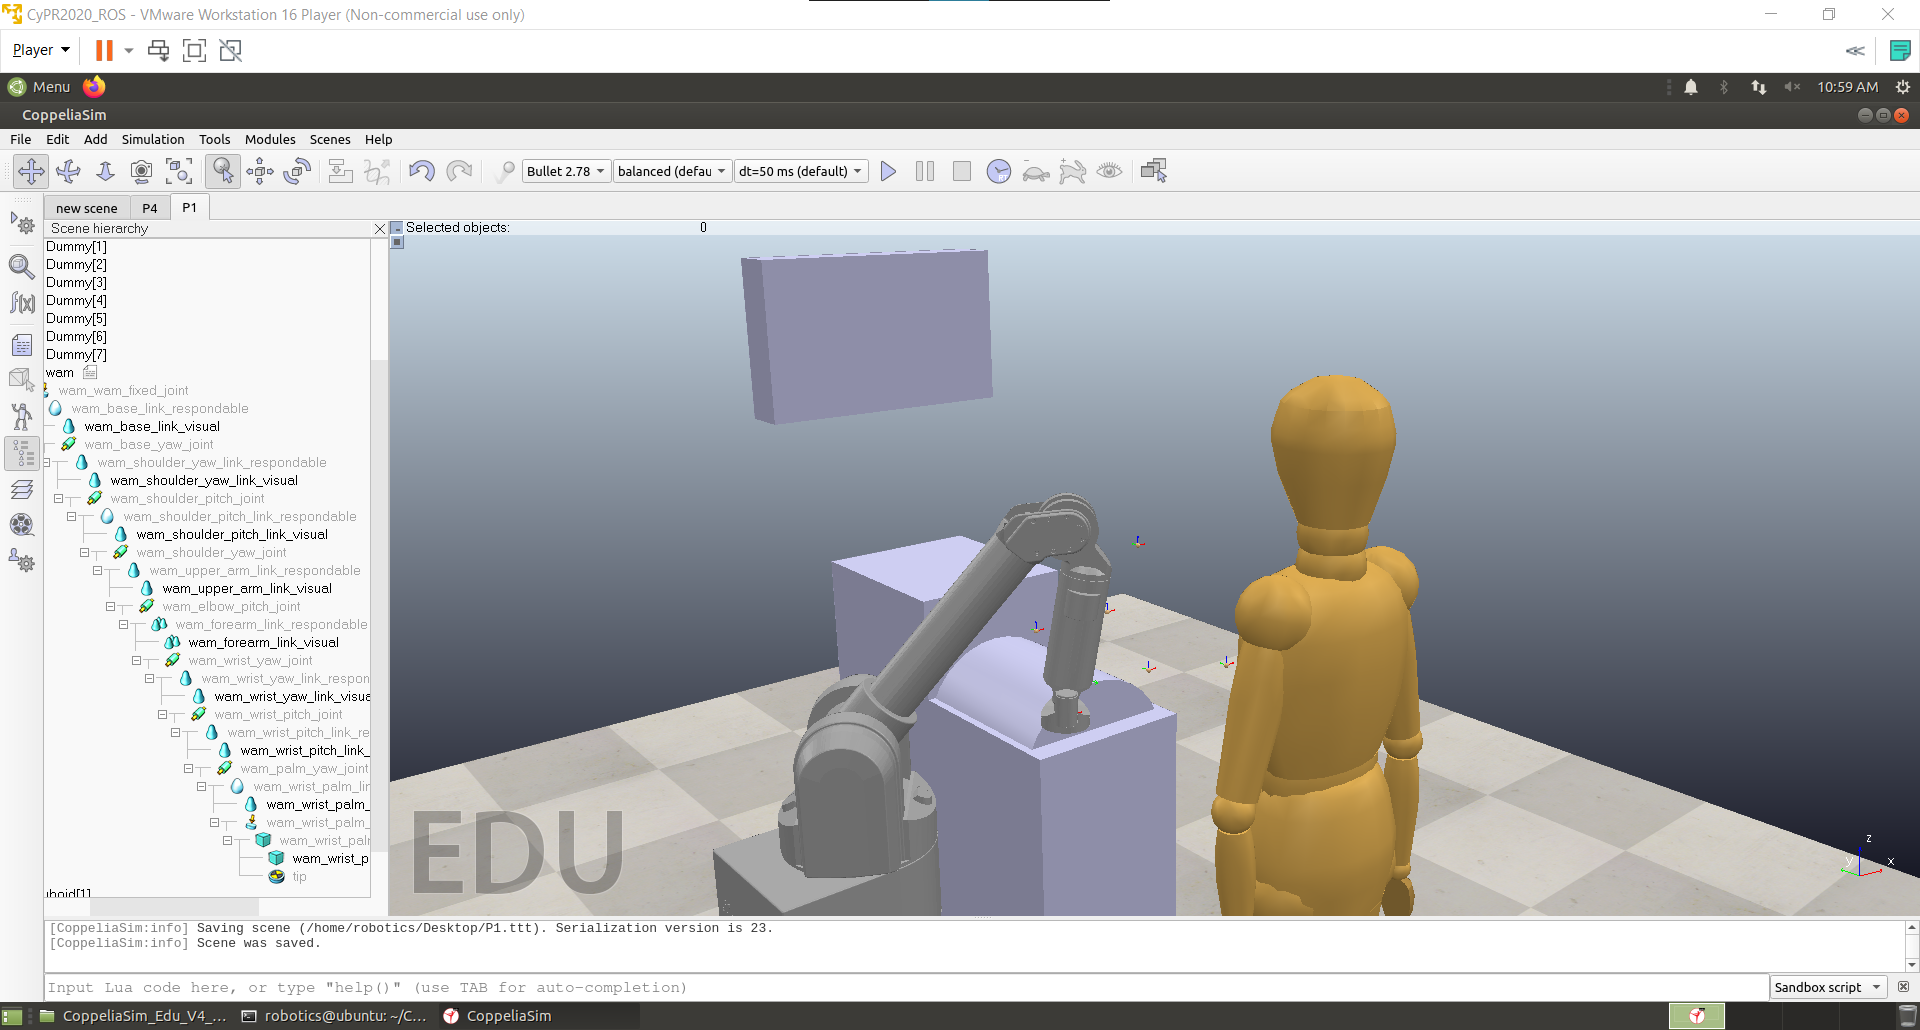 CyPR2020_ROS - VMware Workstation 16 Player (Non-commercial use only)
Player
Menu
10:59 AM
CoppeliaSim
File Edit Add Simulation Tools Modules Scenes Help
Bullet 2.78 balanced (defau dt=50 ms (default)
new scene P4 P1
Scene hierarchy
Selected objects: 0
Dummy[1]
Dummy[2]
Dummy[3]
Dummy[4]
Dummy[5]
Dummy[6]
Dummy[7]
wam
wam_wam_fixed_joint
wam_base_link_respondable
wam_base_link_visual
wam_base_yaw_joint
wam_shoulder_yaw_link_respondable
wam_shoulder_yaw_link_visual
wam_shoulder_pitch_joint
wam_shoulder_pitch_link_respondable
wam_shoulder_pitch_link_visual
wam_shoulder_yaw_joint
wam_upper_arm_link_respondable
wam_upper_arm_link_visual
wam_elbow_pitch_joint
wam_forearm_link_respondable
wam_forearm_link_visual
wam_wrist_yaw_joint
wam_wrist_yaw_link_respon
wam_wrist_yaw_link_visua
wam_wrist_pitch_joint
wam_wrist_pitch_link_re
wam_wrist_pitch_link_
wam_palm_yaw_joint
wam_wrist_palm_lin
wam_wrist_palm_
wam_wrist_palm_
wam_wrist_paln
wam_wrist_p
tip
EDU
z
y
x
[CoppeliaSim:info] Saving scene (/home/robotics/Desktop/P1.ttt). Serialization version is 23.
[CoppeliaSim:info] Scene was saved.
Input Lua code here, or type "help()" (use TAB for auto-completion)
Sandbox script
CoppeliaSim_Edu_V4_... robotics@ubuntu: ~/C... CoppeliaSim